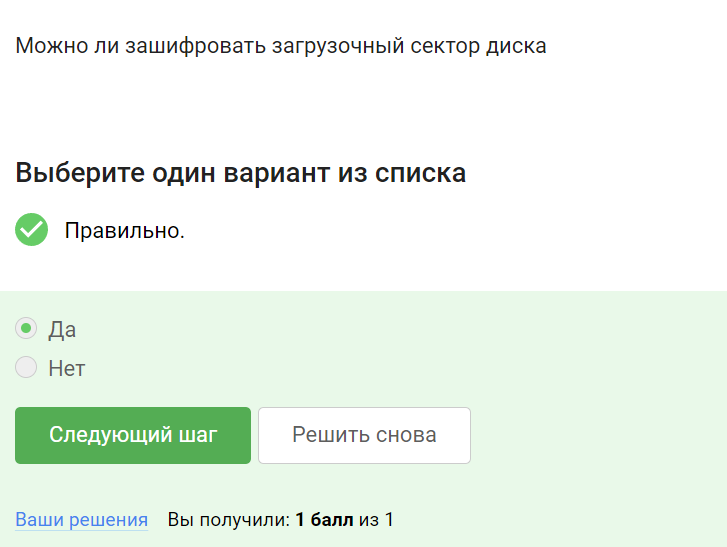 Можно ли зашифровать загрузочный сектор диска
Выберите один вариант из списка
Правильно.
Да
Нет
Следующий шаг Решить снова
Ваши решения Вы получили: 1 балл из 1